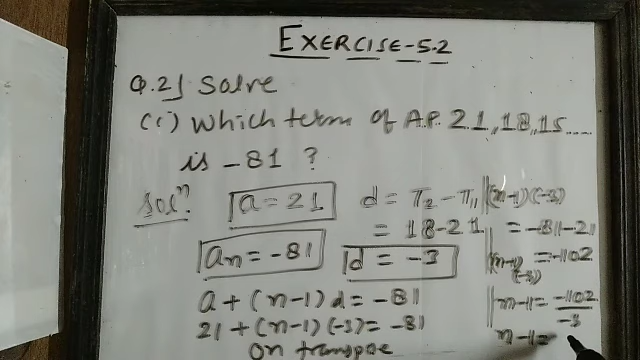 EXERCISE-5.2
Q.2] Solve
(i) Which term of A.P. 21,18,15.....
is -81 ?
Solⁿ.
a = 21
aₙ = -81
d = T₂ - T₁
= 18-21
d = -3
a + (n-1) d = -81
21 + (n-1) (-3) = -81
On transpose
(n-1)(-3)
= -81-21
(n-1)(-3) = -102
n-1 = -102/-3
n-1 =